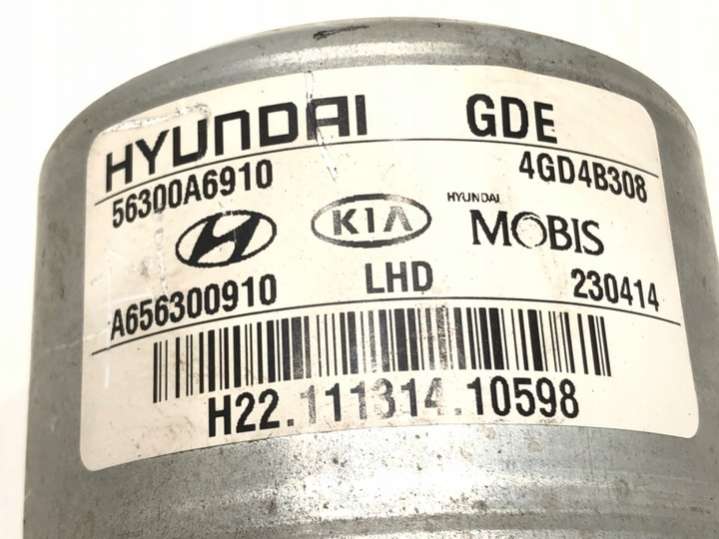 HYUNDAI GDE
56300A6910 4GD4B308
KIA HYUNDAI MOBIS
A656300910 LHD 230414
H22.111314.10598